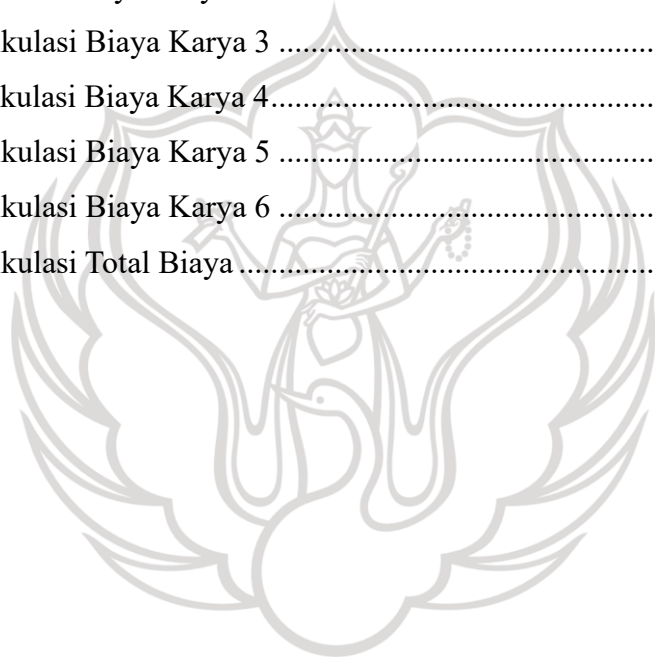 kulasi Biaya Karya 3 ................................................
kulasi Biaya Karya 4................................................
kulasi Biaya Karya 5 ................................................
kulasi Biaya Karya 6 ................................................
kulasi Total Biaya .....................................................